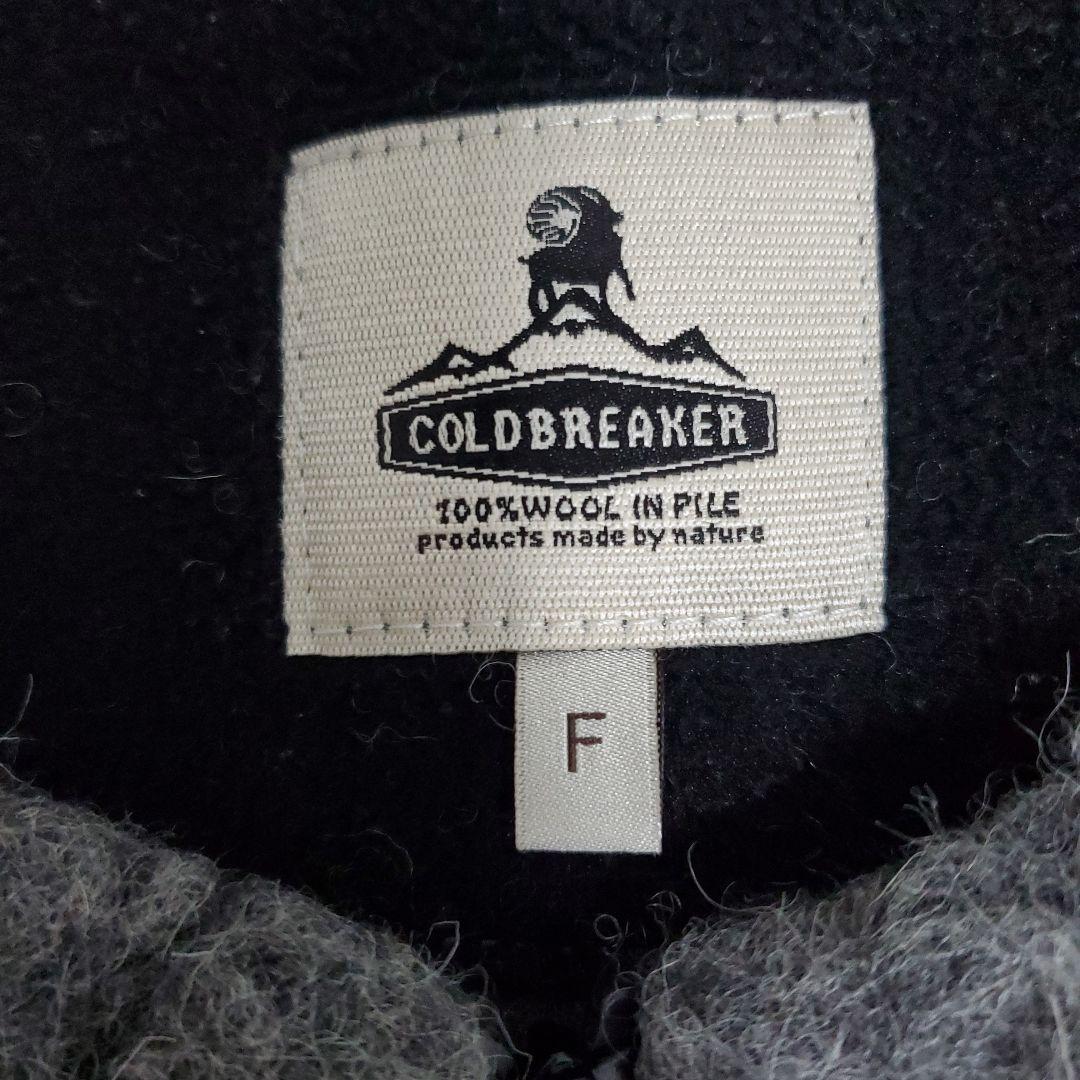 COLDBREAKER
100%WOOL IN PILE
products made by nature
F